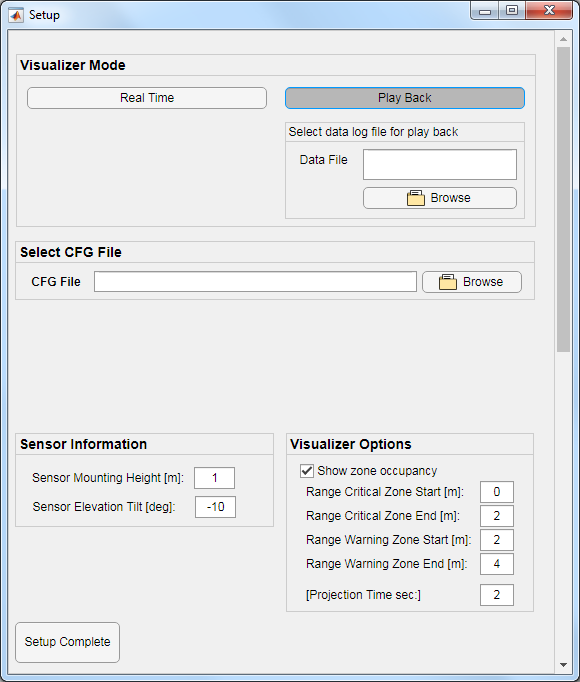 Setup
Visualizer Mode
Real Time
Play Back
Select data log file for play back
Data File
Browse
Select CFG File
CFG File
Browse
Sensor Information
Sensor Mounting Height [m]: 1
Sensor Elevation Tilt [deg]: -10
Visualizer Options
Show zone occupancy
Range Critical Zone Start [m]: 0
Range Critical Zone End [m]: 2
Range Warning Zone Start [m]: 2
Range Warning Zone End [m]: 4
[Projection Time sec:] 2
Setup Complete